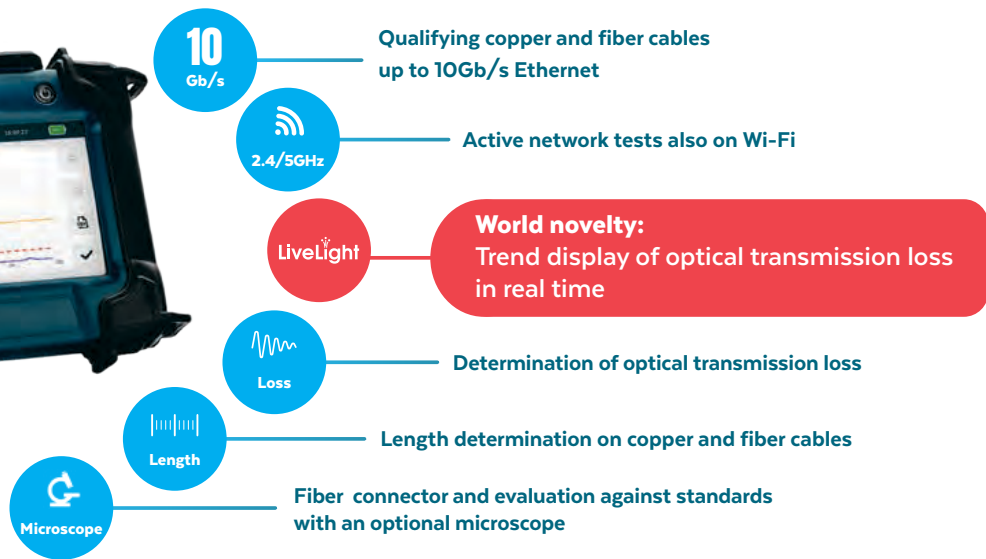 10
Gb/s
Qualifying copper and fiber cables
up to 10Gb/s Ethernet
2.4/5GHz
Active network tests also on Wi-Fi
LiveLight
World novelty:
Trend display of optical transmission loss
in real time
Loss
Determination of optical transmission loss
Length
Length determination on copper and fiber cables
Microscope
Fiber connector and evaluation against standards
with an optional microscope